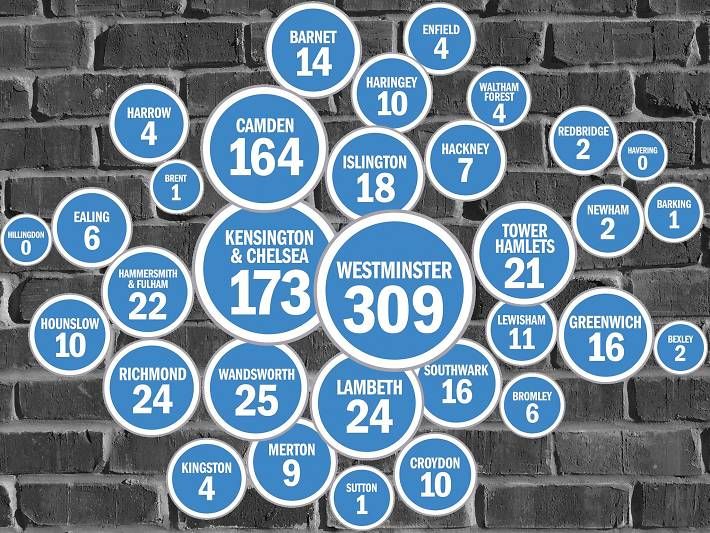 ENFIELD
4
BARNET
14
HARINGEY
10
WALTHAM
FOREST
4
HARROW
4
CAMDEN
164
ISLINGTON
18
HACKNEY
7
REDBRIDGE
2
HAVERING
0
BRENT
1
HILLINGDON
0
EALING
6
KENSINGTON
& CHELSEA
173
WESTMINSTER
309
TOWER
HAMLETS
21
NEWHAM
2
BARKING
1
HAMMERSMITH
& FULHAM
22
HOUNSLOW
10
LEWISHAM
11
GREENWICH
16
BEXLEY
2
RICHMOND
24
WANDSWORTH
25
LAMBETH
24
SOUTHWARK
16
BROMLEY
6
KINGSTON
4
MERTON
9
SUTTON
1
CROYDON
10